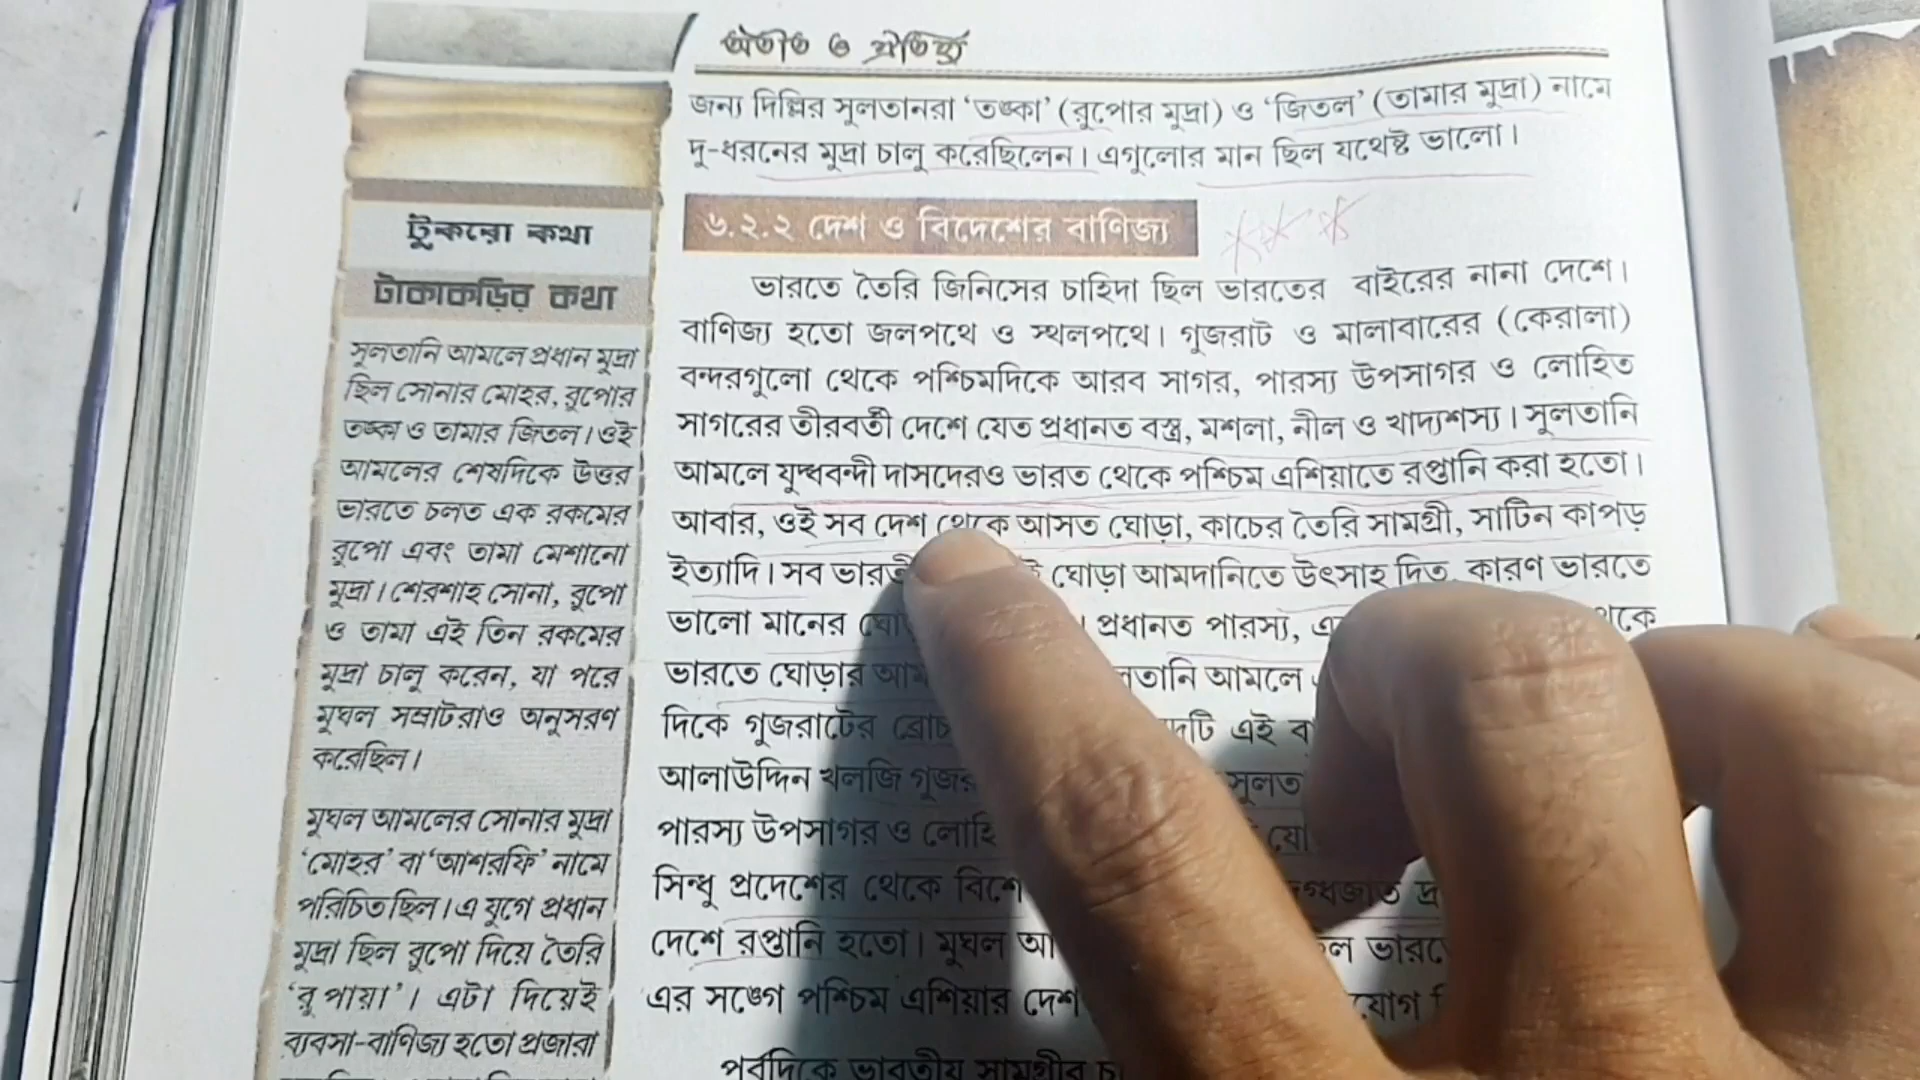 অতীত ও ঐতিহ্য
জন্য দিল্লির সুলতানরা ‘তঙ্কা’ (রুপোর মুদ্রা) ও ‘জিতল’ (তামার মুদ্রা) নামে
দু-ধরনের মুদ্রা চালু করেছিলেন। এগুলোর মান ছিল যথেষ্ট ভালো।
৬.২.২ দেশ ও বিদেশের বাণিজ্য
ভারতে তৈরি জিনিসের চাহিদা ছিল ভারতের বাইরের নানা দেশে।
বাণিজ্য হতো জলপথে ও স্থলপথে। গুজরাট ও মালাবারের (কেরালা)
বন্দরগুলো থেকে পশ্চিমদিকে আরব সাগর, পারস্য উপসাগর ও লোহিত
সাগরের তীরবর্তী দেশে যেত প্রধানত বস্ত্র, মশলা, নীল ও খাদ্যশস্য। সুলতানি
আমলে যুদ্ধবন্দী দাসদেরও ভারত থেকে পশ্চিম এশিয়াতে রপ্তানি করা হতো।
আবার, ওই সব দেশ থেকে আসত ঘোড়া, কাচের তৈরি সামগ্রী, সাটিন কাপড়
ইত্যাদি। সব ঘোড়া আমদানিতে উৎসাহ দিত, কারণ ভারতে
ভালো মানের প্রধানত পারস্য, থেকে
ভারতে ঘোড়ার আমলে
দিকে গুজরাটের এই
আলাউদ্দিন খলজি
পারস্য উপসাগর ও
সিন্ধু প্রদেশের থেকে
দেশে রপ্তানি হতো। মুঘল
এর সঙ্গে পশ্চিম এশিয়ার দেশ
পূর্বদিকে ভারতীয় সামগ্রীর
টুকরো কথা
টাকাকড়ির কথা
সুলতানি আমলে প্রধান মুদ্রা
ছিল সোনার মোহর, রুপোর
তঙ্কা ও তামার জিতল। ওই
আমলের শেষদিকে উত্তর
ভারতে চলত এক রকমের
রুপো এবং তামা মেশানো
মুদ্রা। শেরশাহ সোনা, রুপো
ও তামা এই তিন রকমের
মুদ্রা চালু করেন, যা পরে
মুঘল সম্রাটরাও অনুসরণ
করেছিল।
মুঘল আমলের সোনার মুদ্রা
‘মোহর’ বা ‘আশরফি’ নামে
পরিচিত ছিল। এ যুগে প্রধান
মুদ্রা ছিল রুপো দিয়ে তৈরি
‘রুপায়া’। এটা দিয়েই
ব্যবসা-বাণিজ্য হতো প্রজারা